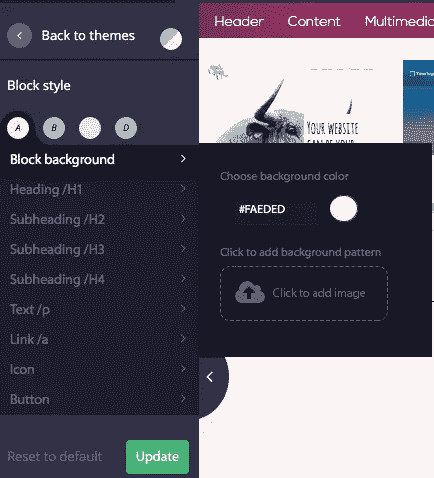 Back to themes
Header Content Multimedia
Block style
A B D
YOUR WEBSITE
Block background
Heading /H1
Subheading /H2
Subheading /H3
Subheading /H4
Text /p
Link /a
Icon
Button
Choose background color
#FAEDED
Click to add background pattern
Click to add image
Reset to default
Update